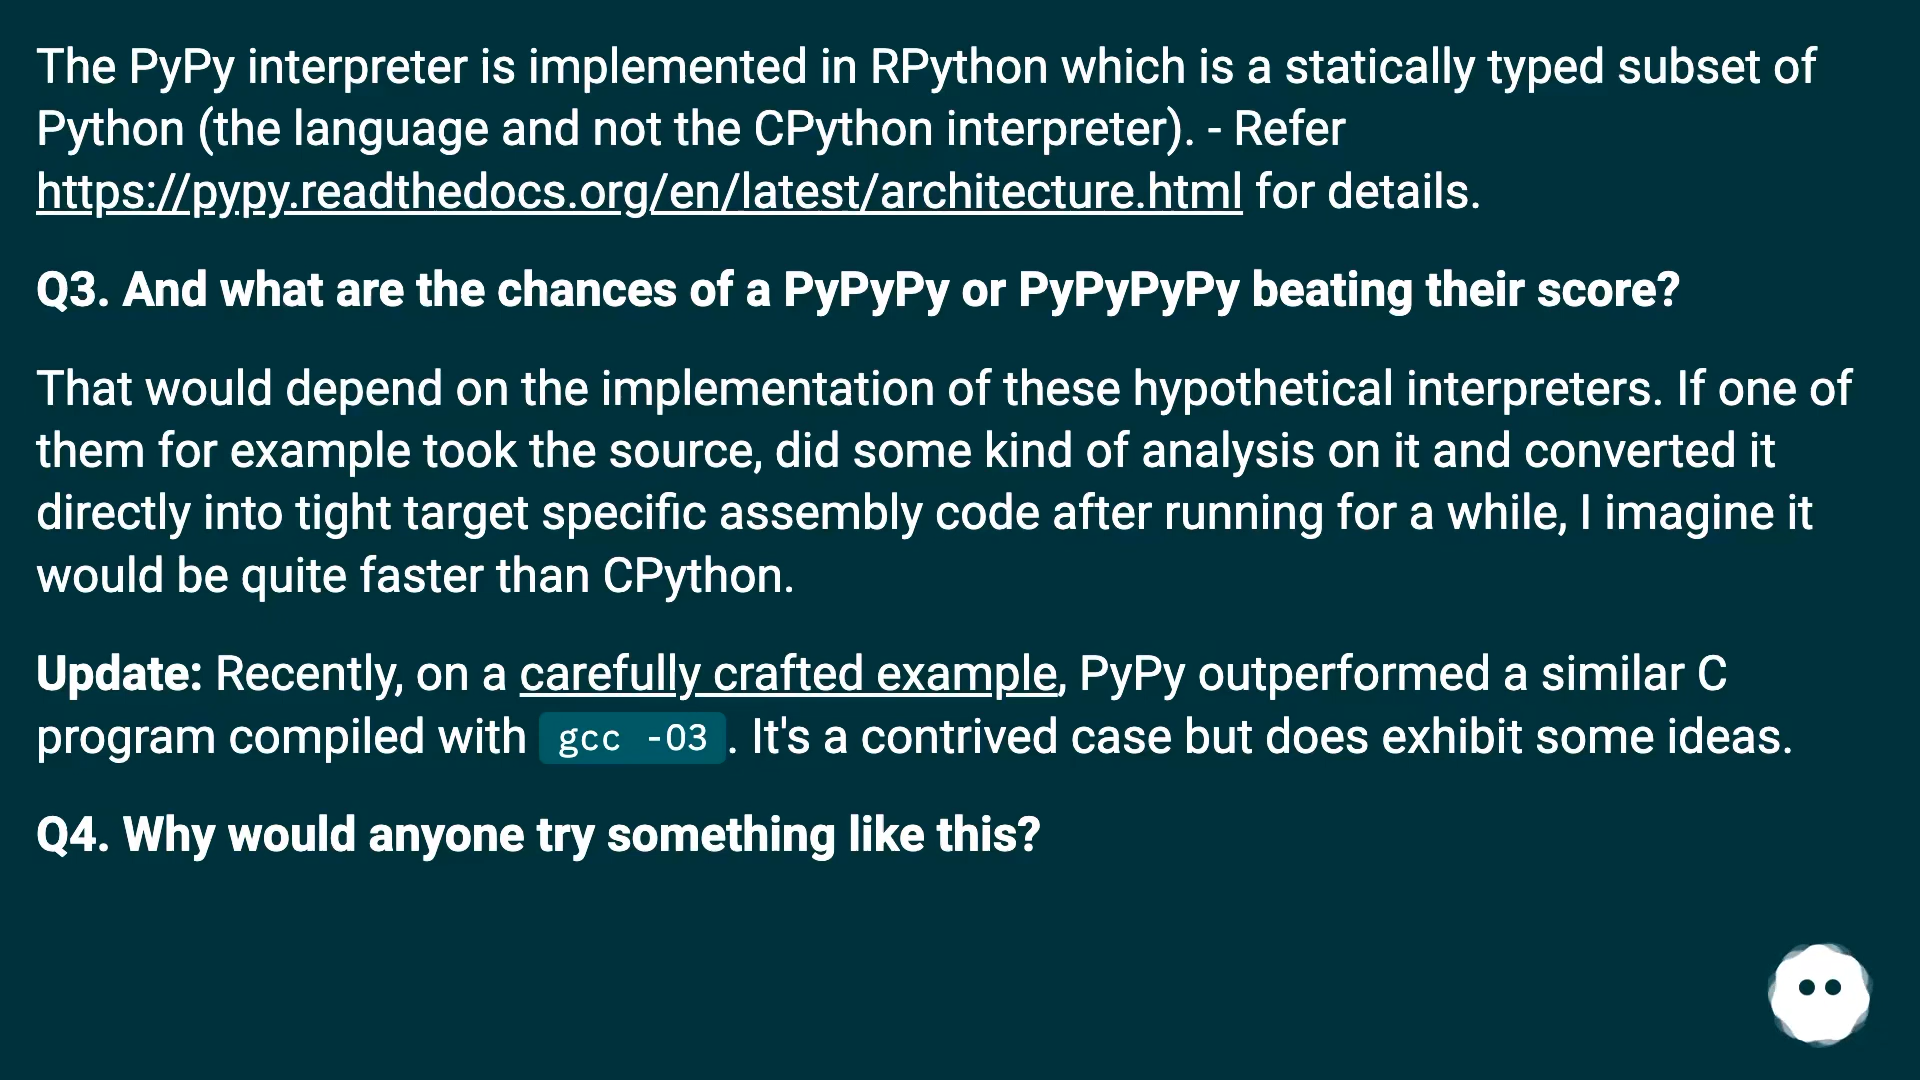 The PyPy interpreter is implemented in RPython which is a statically typed subset of
Python (the language and not the CPython interpreter). - Refer
https://pypy.readthedocs.org/en/latest/architecture.html for details.
Q3. And what are the chances of a PyPyPy or PyPyPyPy beating their score?
That would depend on the implementation of these hypothetical interpreters. If one of
them for example took the source, did some kind of analysis on it and converted it
directly into tight target specific assembly code after running for a while, I imagine it
would be quite faster than CPython.
Update: Recently, on a carefully crafted example, PyPy outperformed a similar C
program compiled with gcc -03 . It's a contrived case but does exhibit some ideas.
Q4. Why would anyone try something like this?